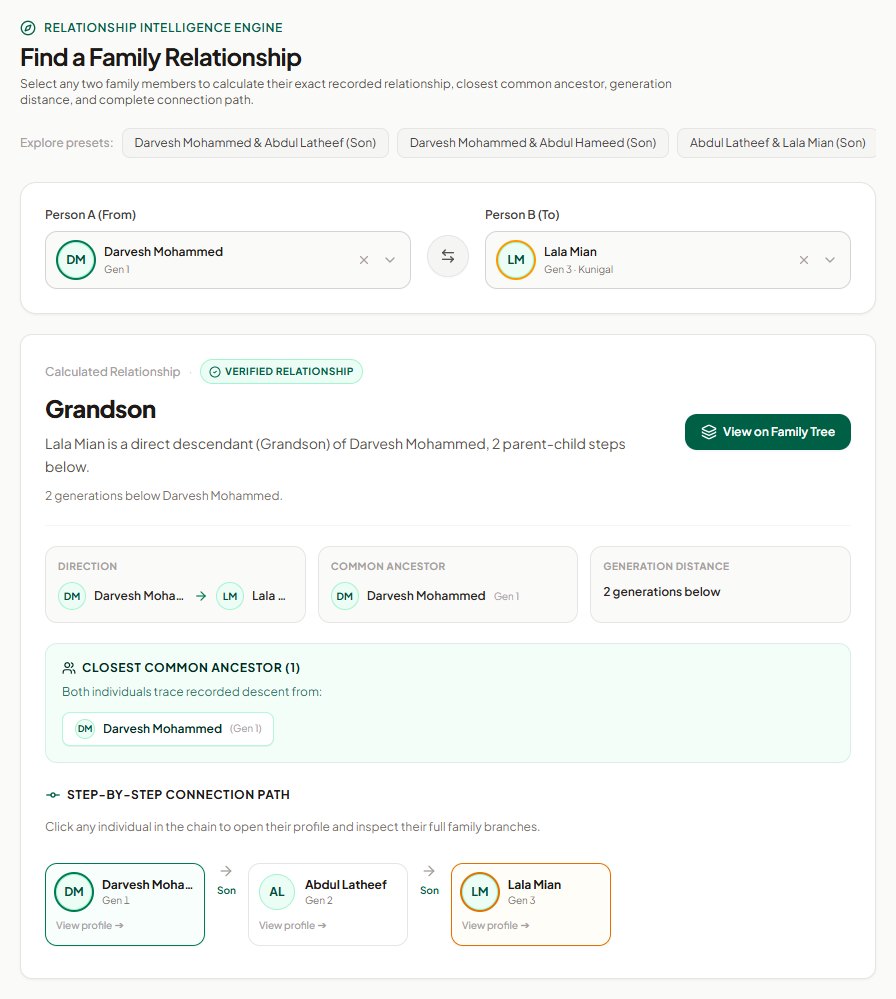 RELATIONSHIP INTELLIGENCE ENGINE
Find a Family Relationship
Select any two family members to calculate their exact recorded relationship, closest common ancestor, generation
distance, and complete connection path.
Explore presets: Darvesh Mohammed & Abdul Latheef (Son) Darvesh Mohammed & Abdul Hameed (Son) Abdul Latheef & Lala Mian (Son)
Person A (From) Person B (To)
DM Darvesh Mohammed LM Lala Mian
Gen 1 Gen 3 · Kunigal
Calculated Relationship · VERIFIED RELATIONSHIP
Grandson
Lala Mian is a direct descendant (Grandson) of Darvesh Mohammed, 2 parent-child steps
below.
View on Family Tree
2 generations below Darvesh Mohammed.
DIRECTION COMMON ANCESTOR GENERATION DISTANCE
DM Darvesh Moha... → LM Lala ... DM Darvesh Mohammed Gen 1 2 generations below
CLOSEST COMMON ANCESTOR (1)
Both individuals trace recorded descent from:
DM Darvesh Mohammed (Gen 1)
STEP-BY-STEP CONNECTION PATH
Click any individual in the chain to open their profile and inspect their full family branches.
DM Darvesh Moha... → AL Abdul Latheef → LM Lala Mian
Gen 1 Son Gen 2 Son Gen 3
View profile → View profile → View profile →